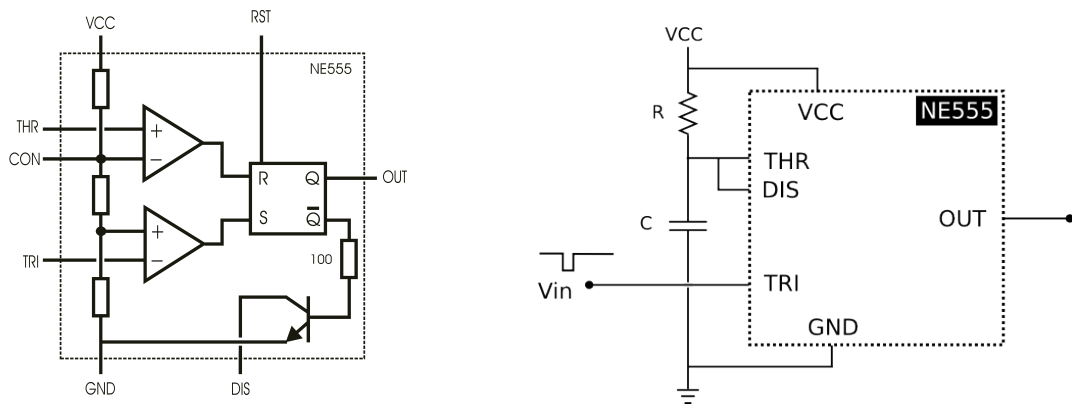 VCC
RST
NE555
THR
+
CON
−
R
Q
OUT
S
Q̅
+
TRI
−
100
GND
DIS
VCC
R
VCC
NE555
THR
DIS
C
OUT
Vin
TRI
GND